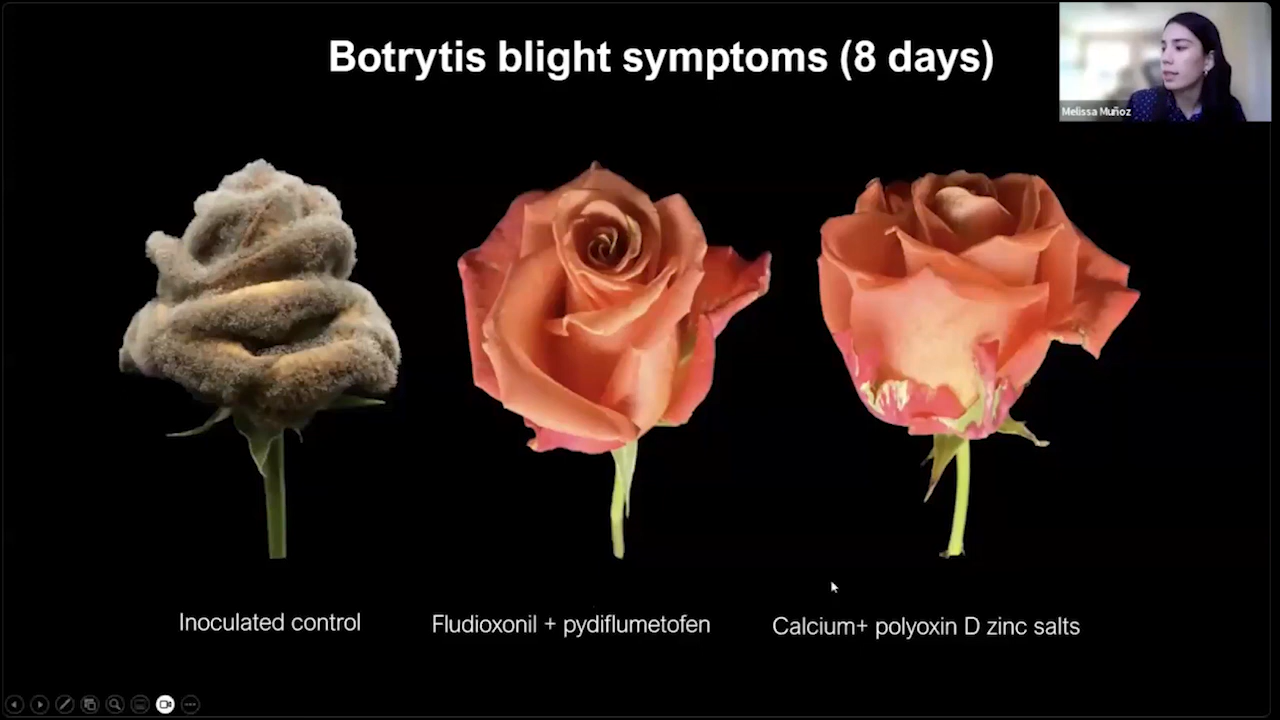 Botrytis blight symptoms (8 days)
Melissa Muñoz
Inoculated control
Fludioxonil + pydiflumetofen
Calcium+ polyoxin D zinc salts